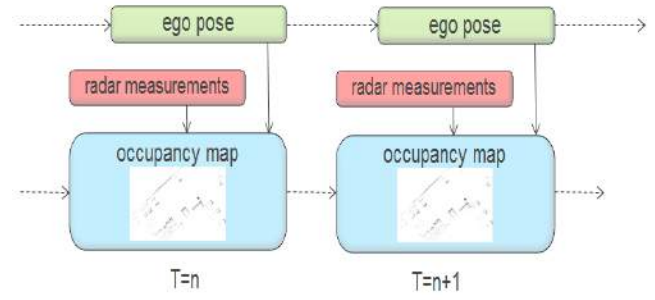 ego pose
ego pose
radar measurements
radar measurements
occupancy map
occupancy map
T=n
T=n+1